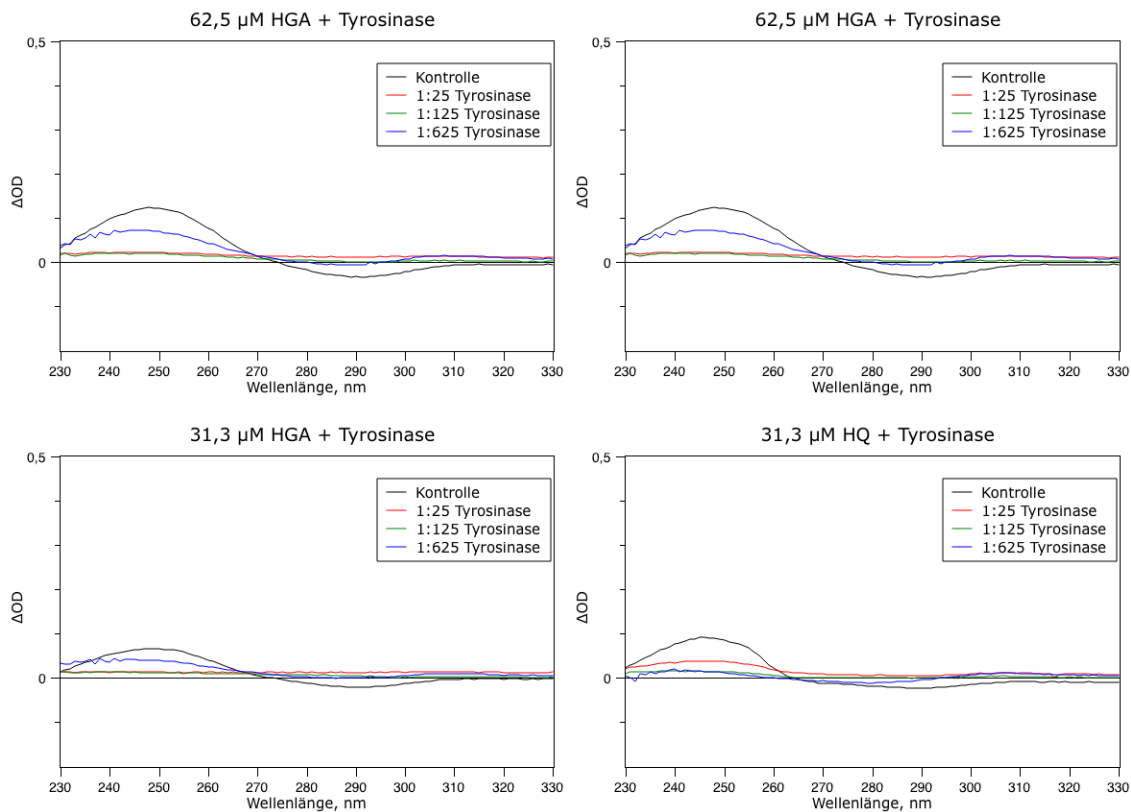 62,5 µM HGA + Tyrosinase
0,5
Kontrolle
1:25 Tyrosinase
1:125 Tyrosinase
1:625 Tyrosinase
ΔOD
0
230 240 250 260 270 280 290 300 310 320 330
Wellenlänge, nm
62,5 µM HGA + Tyrosinase
0,5
Kontrolle
1:25 Tyrosinase
1:125 Tyrosinase
1:625 Tyrosinase
ΔOD
0
230 240 250 260 270 280 290 300 310 320 330
Wellenlänge, nm
31,3 µM HGA + Tyrosinase
0,5
Kontrolle
1:25 Tyrosinase
1:125 Tyrosinase
1:625 Tyrosinase
ΔOD
0
230 240 250 260 270 280 290 300 310 320 330
Wellenlänge, nm
31,3 µM HQ + Tyrosinase
0,5
Kontrolle
1:25 Tyrosinase
1:125 Tyrosinase
1:625 Tyrosinase
ΔOD
0
230 240 250 260 270 280 290 300 310 320 330
Wellenlänge, nm